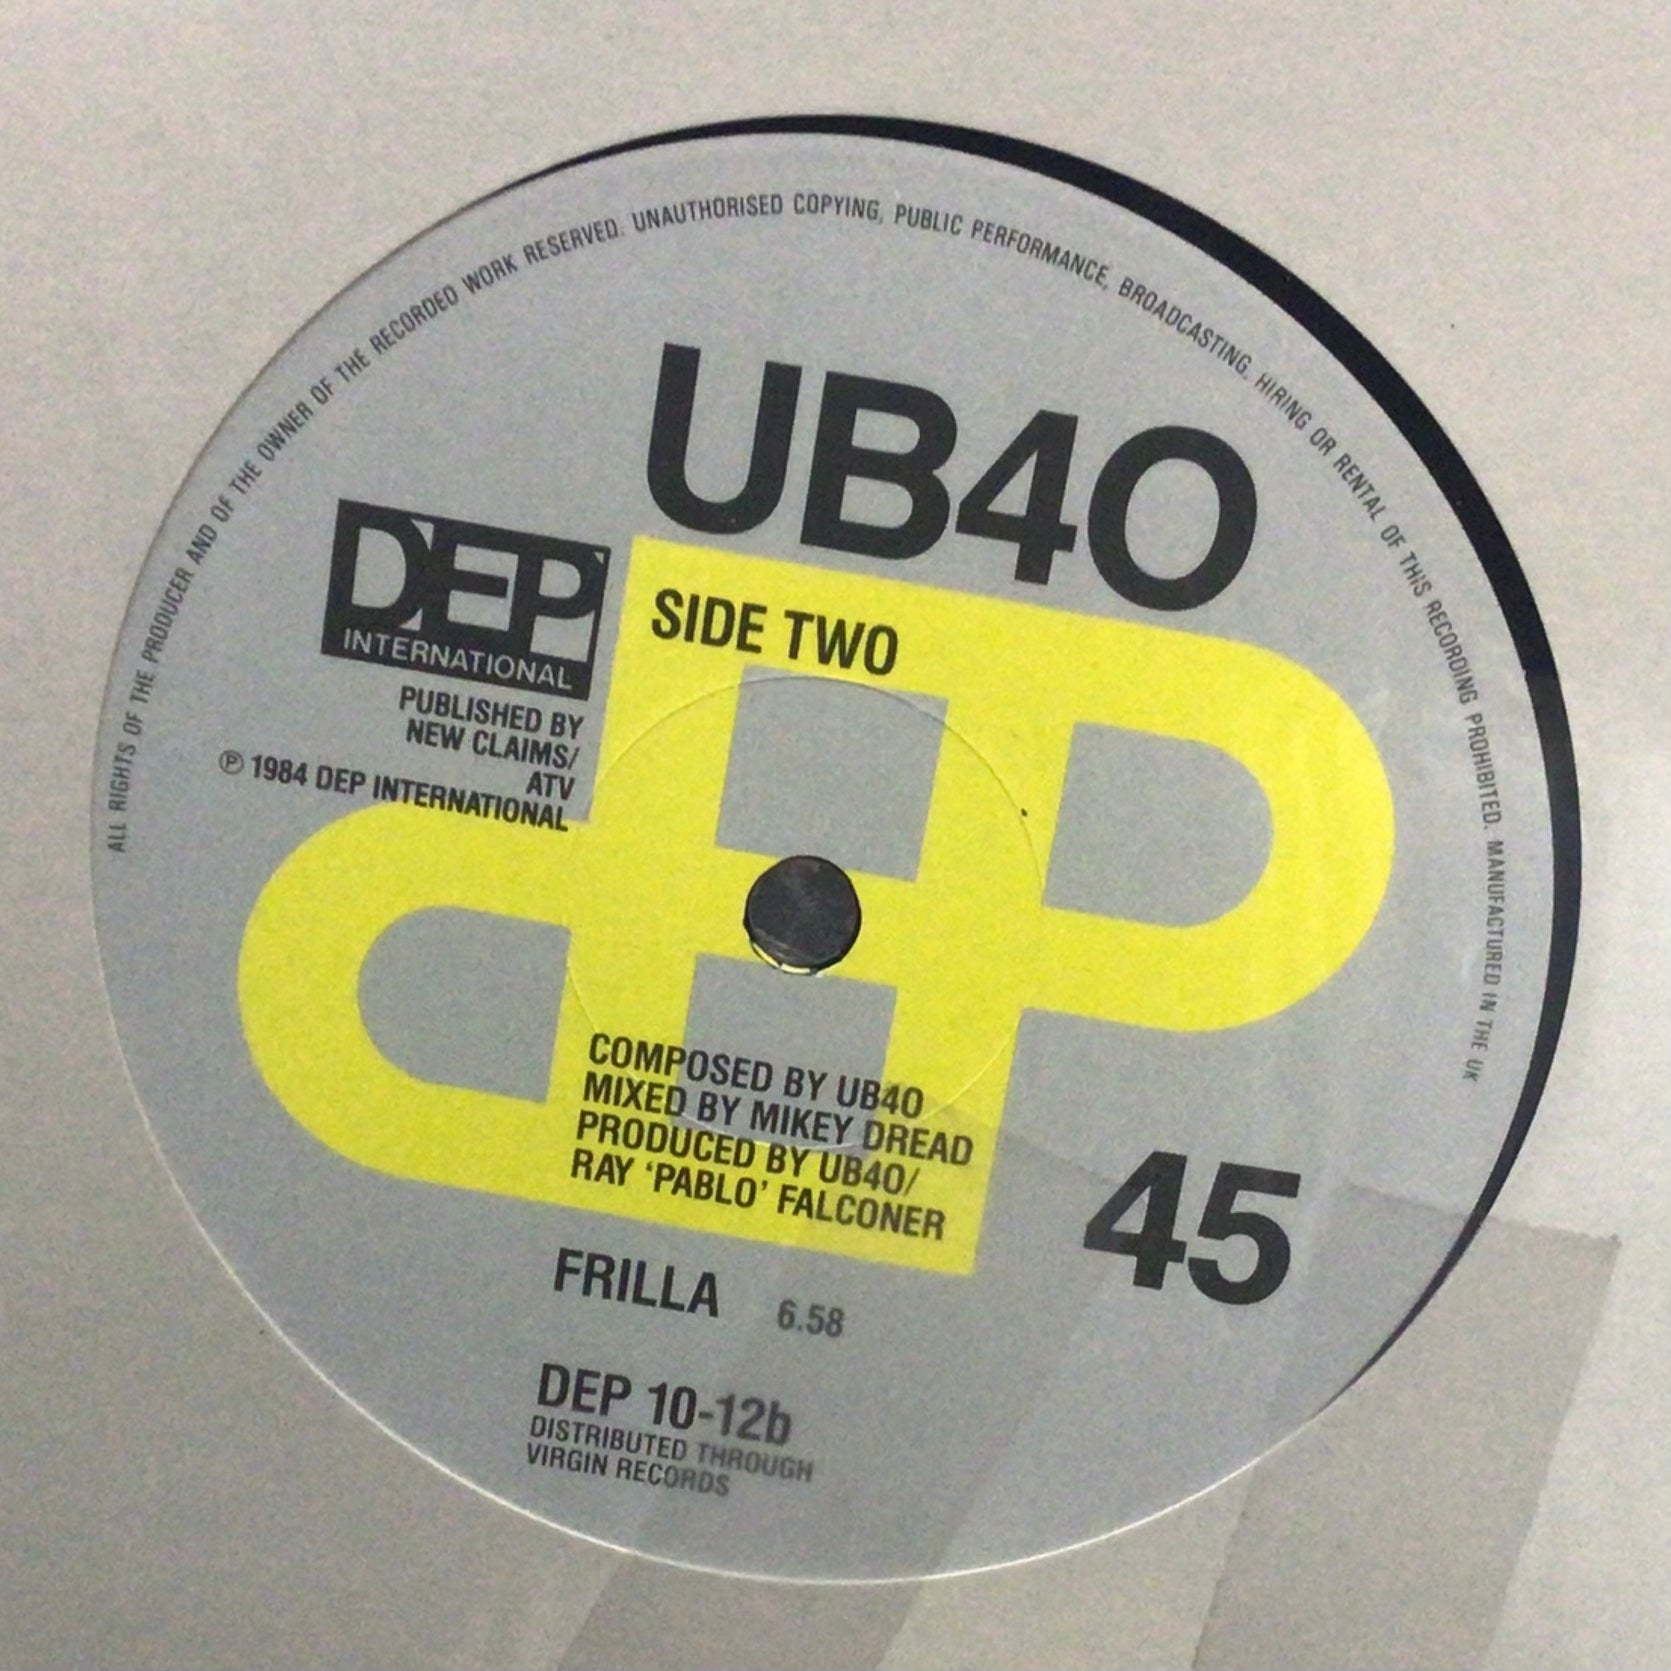 ALL RIGHTS OF THE PRODUCER AND OF THE OWNER OF THE RECORDED WORK RESERVED. UNAUTHORISED COPYING, PUBLIC PERFORMANCE, BROADCASTING, HIRING OR RENTAL OF THIS RECORDING PROHIBITED. MANUFACTURED IN THE UK
UB40
DEP
INTERNATIONAL
SIDE TWO
PUBLISHED BY
NEW CLAIMS/
ATV
℗ 1984 DEP INTERNATIONAL
COMPOSED BY UB40
MIXED BY MIKEY DREAD
PRODUCED BY UB40/
RAY ‘PABLO’ FALCONER
45
FRILLA 6.58
DEP 10-12b
DISTRIBUTED THROUGH
VIRGIN RECORDS